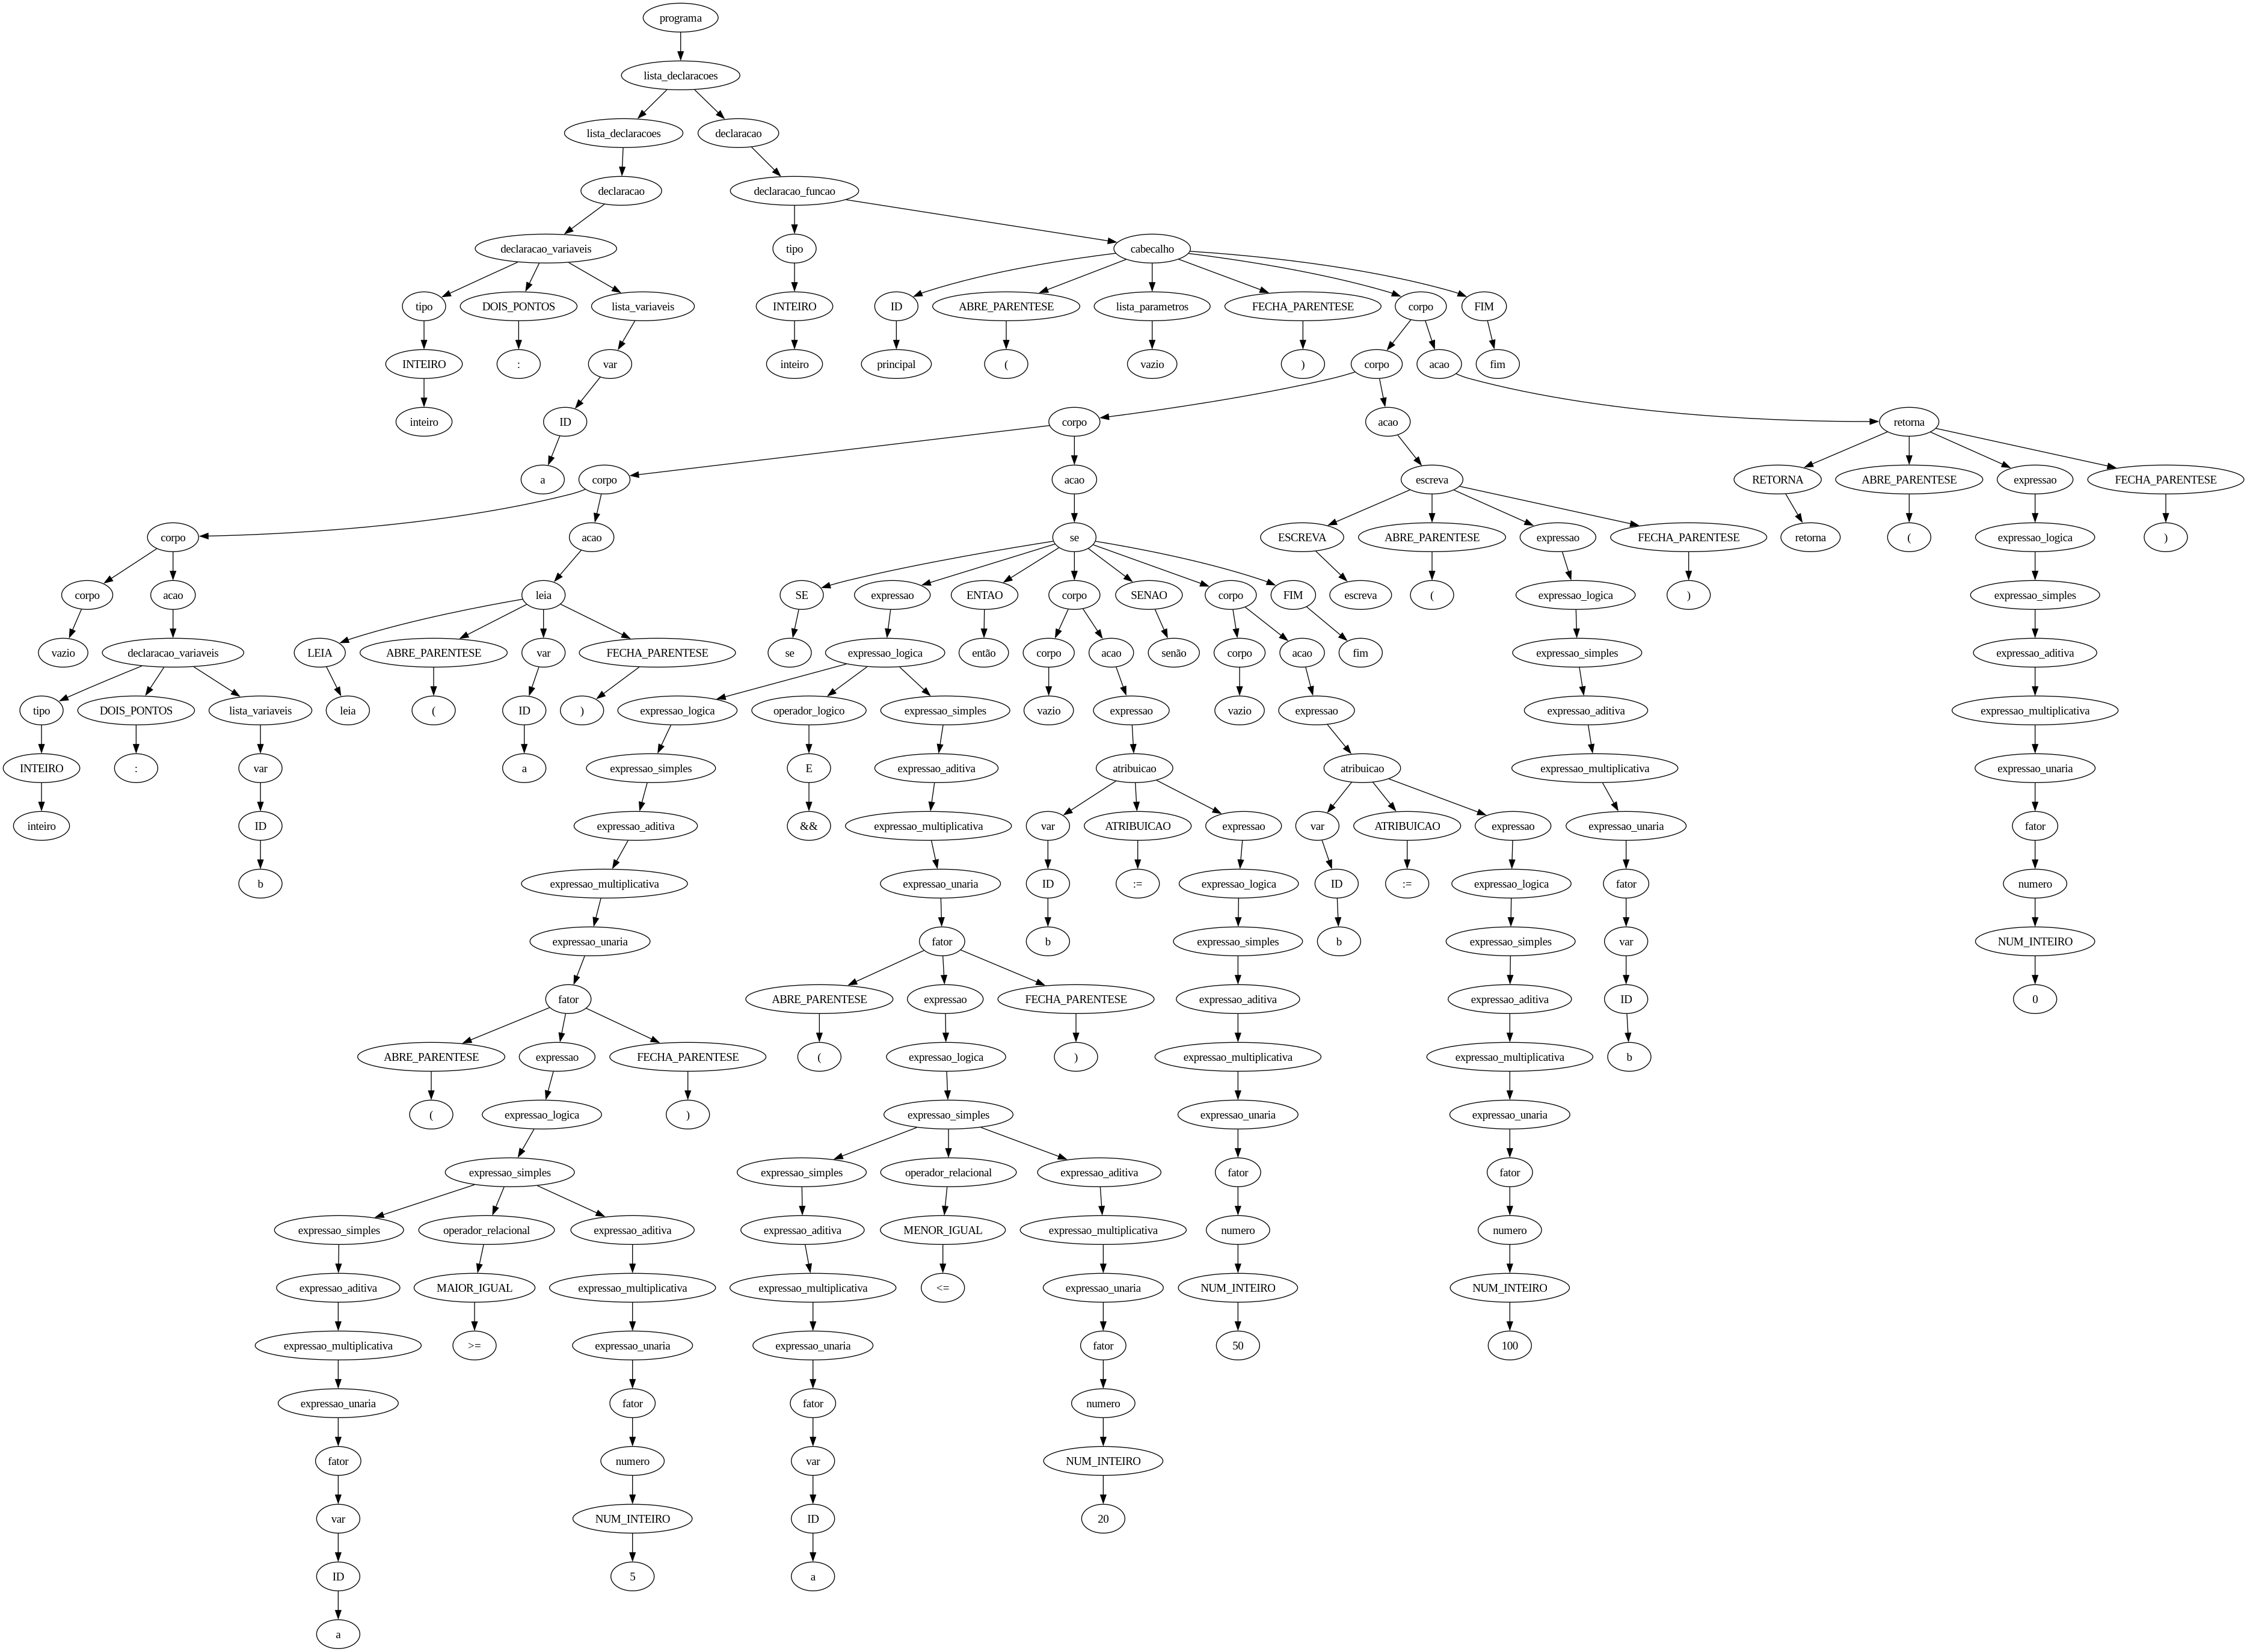 programa
lista_declaracoes
lista_declaracoes declaracao
declaracao declaracao_funcao
declaracao_variaveis tipo cabecalho
tipo DOIS_PONTOS lista_variaveis INTEIRO ID ABRE_PARENTESE lista_parametros FECHA_PARENTESE corpo FIM
INTEIRO : var inteiro principal ( vazio ) corpo acao fim
inteiro ID corpo acao retorna
a corpo acao escreva RETORNA ABRE_PARENTESE expressao FECHA_PARENTESE
corpo acao se ESCREVA ABRE_PARENTESE expressao FECHA_PARENTESE retorna ( expressao_logica )
corpo acao leia SE expressao ENTAO corpo SENAO corpo FIM escreva ( expressao_logica ) expressao_simples
vazio declaracao_variaveis LEIA ABRE_PARENTESE var FECHA_PARENTESE se expressao_logica então corpo acao senão corpo acao fim expressao_simples expressao_aditiva
tipo DOIS_PONTOS lista_variaveis leia ( ID ) expressao_logica operador_logico expressao_simples vazio expressao vazio expressao expressao_aditiva expressao_multiplicativa
INTEIRO : var a expressao_simples E expressao_aditiva atribuicao atribuicao expressao_multiplicativa expressao_unaria
inteiro ID expressao_aditiva && expressao_multiplicativa var ATRIBUICAO expressao var ATRIBUICAO expressao expressao_unaria fator
b expressao_multiplicativa expressao_unaria ID := expressao_logica ID := expressao_logica fator numero
expressao_unaria fator b expressao_simples b expressao_simples var NUM_INTEIRO
fator ABRE_PARENTESE expressao FECHA_PARENTESE expressao_aditiva expressao_aditiva ID 0
ABRE_PARENTESE expressao FECHA_PARENTESE ( expressao_logica ) expressao_multiplicativa expressao_multiplicativa b
( expressao_logica ) expressao_simples expressao_unaria expressao_unaria
expressao_simples expressao_simples operador_relacional expressao_aditiva fator fator
expressao_simples operador_relacional expressao_aditiva expressao_aditiva MENOR_IGUAL expressao_multiplicativa numero numero
expressao_aditiva MAIOR_IGUAL expressao_multiplicativa expressao_multiplicativa <= expressao_unaria NUM_INTEIRO NUM_INTEIRO
expressao_multiplicativa >= expressao_unaria expressao_unaria fator 50 100
expressao_unaria fator fator numero
fator numero var NUM_INTEIRO
var NUM_INTEIRO ID 20
ID 5 a
a